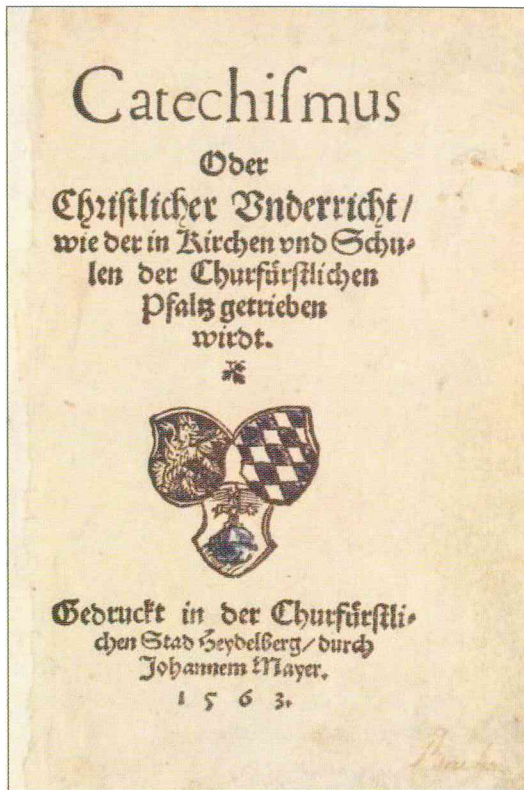 Catechiſmus
Oder
Chriſtlicher Vnderricht/
wie der in Kirchen vnd Schu⸗
len der Churfürſtlichen
Pfaltz getrieben
wirdt.
Gedruckt in der Churfürſtli⸗
chen Stad Heydelberg/ durch
Johannem Mayer.
1 5 6 3.